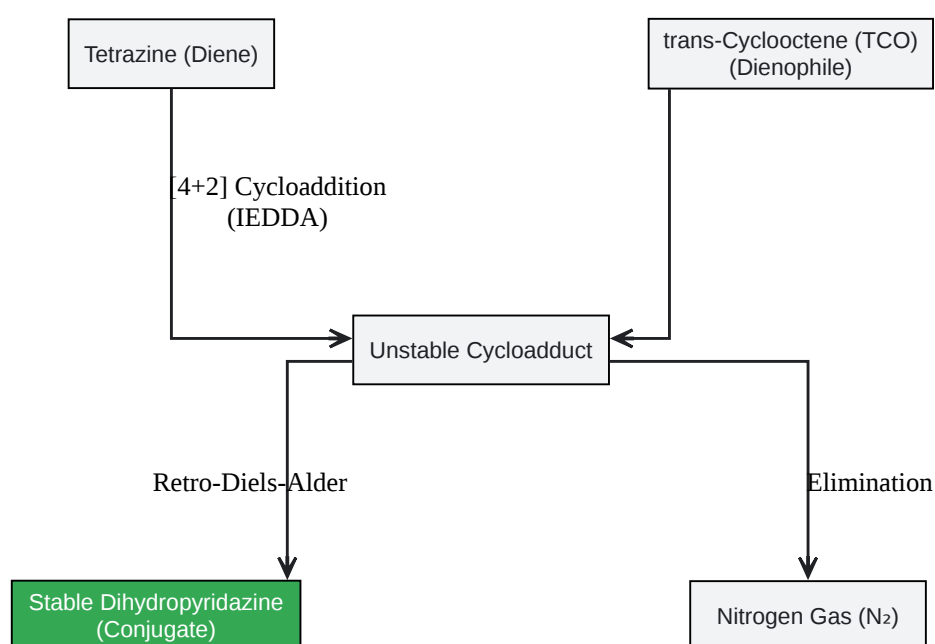 Tetrazine (Diene)
trans-Cyclooctene (TCO)
(Dienophile)
[4+2] Cycloaddition
(IEDDA)
Unstable Cycloadduct
Retro-Diels-Alder
Elimination
Stable Dihydropyridazine
(Conjugate)
Nitrogen Gas (N₂)